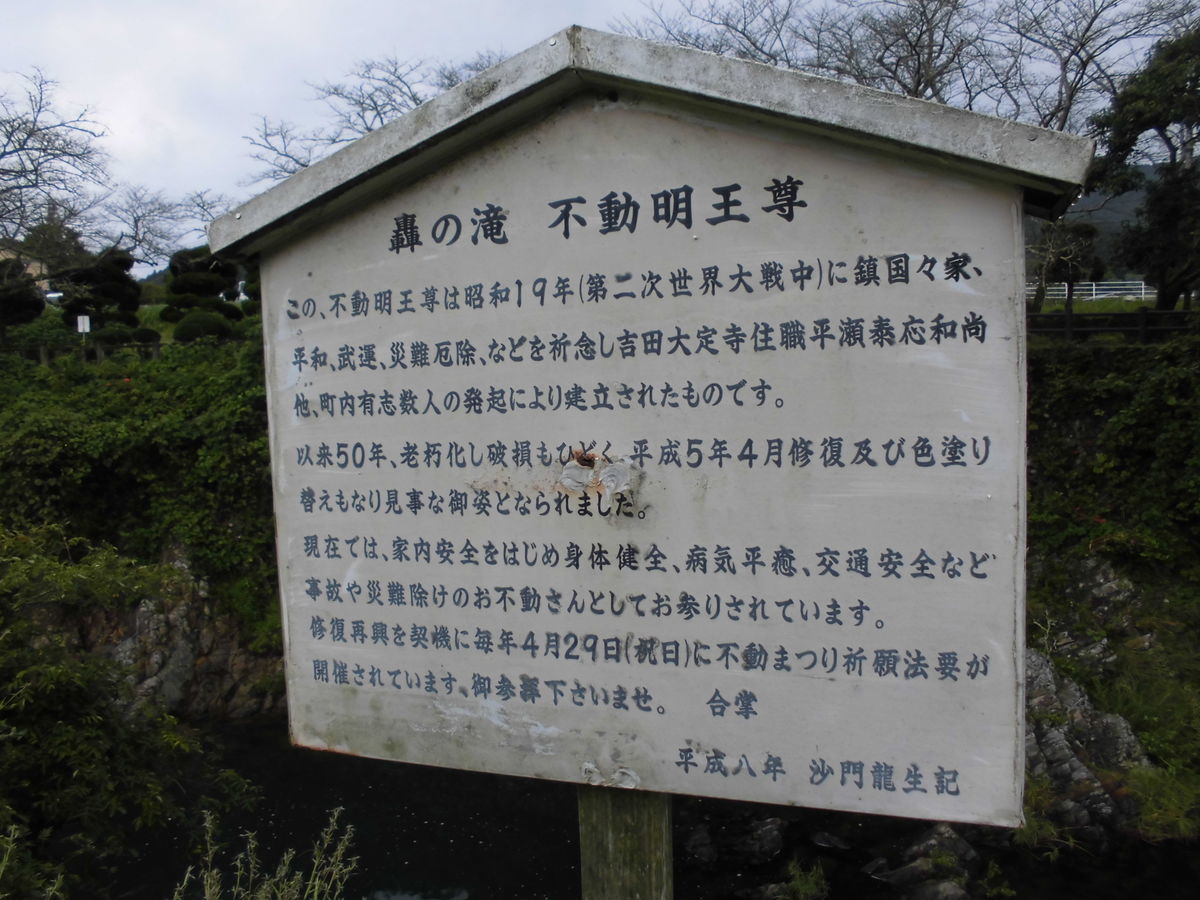 轟の滝 不動明王尊
この、不動明王尊は昭和19年(第二次世界大戦中)に鎮国々家、
平和、武運、災難厄除、などを祈念し吉田大定寺住職平瀬泰応和尚
他、町内有志数人の発起により建立されたものです。
以来50年、老朽化し破損もひどく、平成5年4月修復及び色塗り
替えもなり見事な御姿となられました。
現在では、家内安全をはじめ身体健全、病気平癒、交通安全など
事故や災難除けのお不動さんとしてお参りされています。
修復再興を契機に毎年4月29日(祝日)に不動まつり祈願法要が
開催されています、御参拝下さいませ。 合掌
平成八年 沙門龍生記